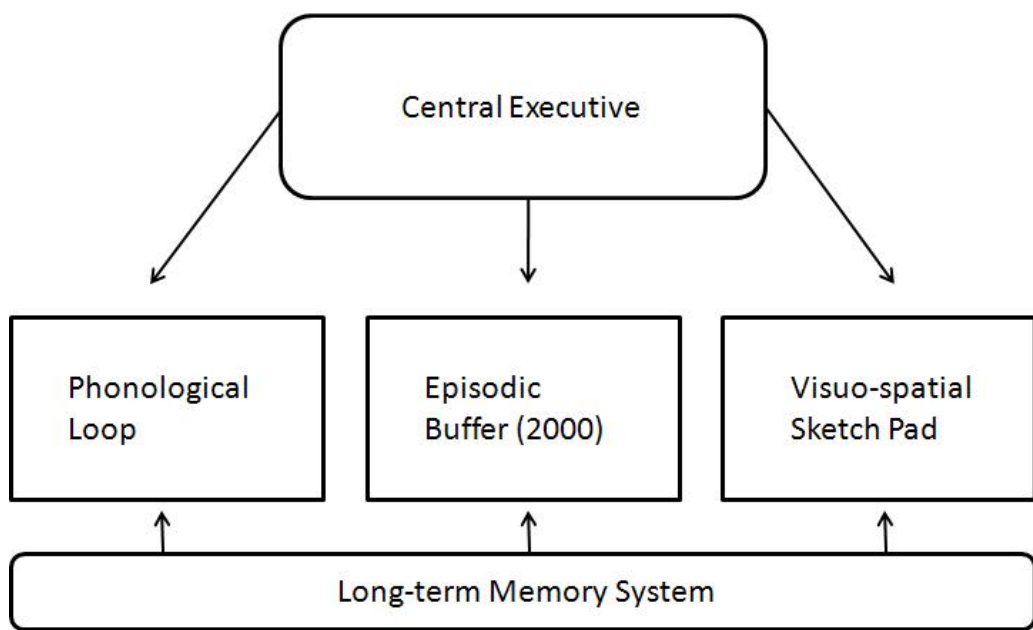 Central Executive
Phonological
Loop
Episodic
Buffer (2000)
Visuo-spatial
Sketch Pad
Long-term Memory System